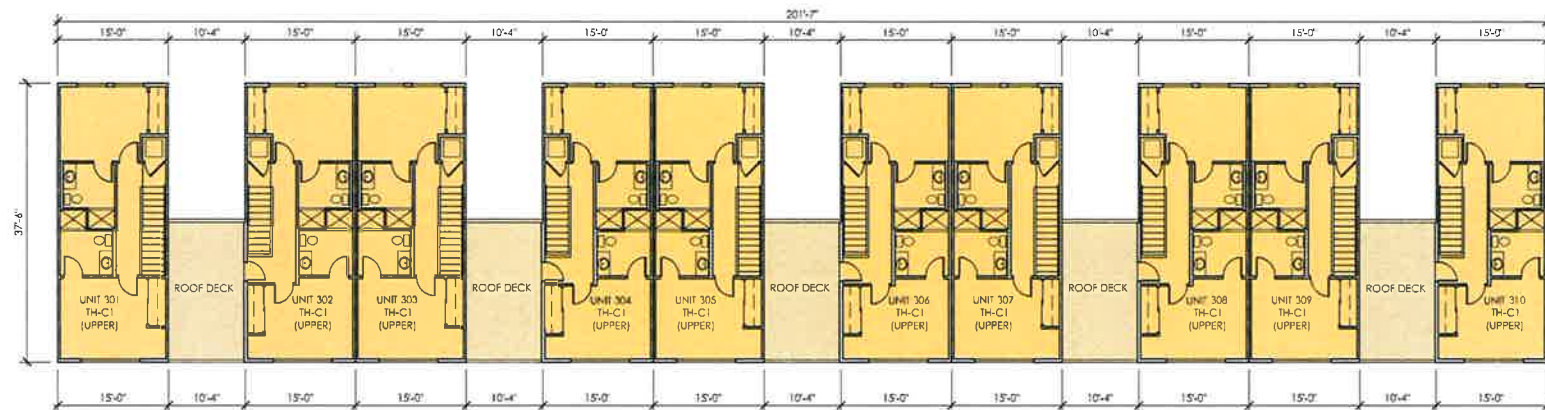 201'-7"
15'-0" 10'-4" 15'-0" 15'-0" 10'-4" 15'-0" 15'-0" 10'-4" 15'-0" 15'-0" 10'-4" 15'-0" 15'-0" 10'-4" 15'-0"
37'-6"
UNIT 301
TH-C1
(UPPER)
ROOF DECK
UNIT 302
TH-C1
(UPPER)
UNIT 303
TH-C1
(UPPER)
ROOF DECK
UNIT 304
TH-C1
(UPPER)
UNIT 305
TH-C1
(UPPER)
ROOF DECK
UNIT 306
TH-C1
(UPPER)
UNIT 307
TH-C1
(UPPER)
ROOF DECK
UNIT 308
TH-C1
(UPPER)
UNIT 309
TH-C1
(UPPER)
ROOF DECK
UNIT 310
TH-C1
(UPPER)
15'-0" 10'-4" 15'-0" 15'-0" 10'-4" 15'-0" 15'-0" 10'-4" 15'-0" 15'-0" 10'-4" 15'-0" 15'-0" 10'-4" 15'-0"